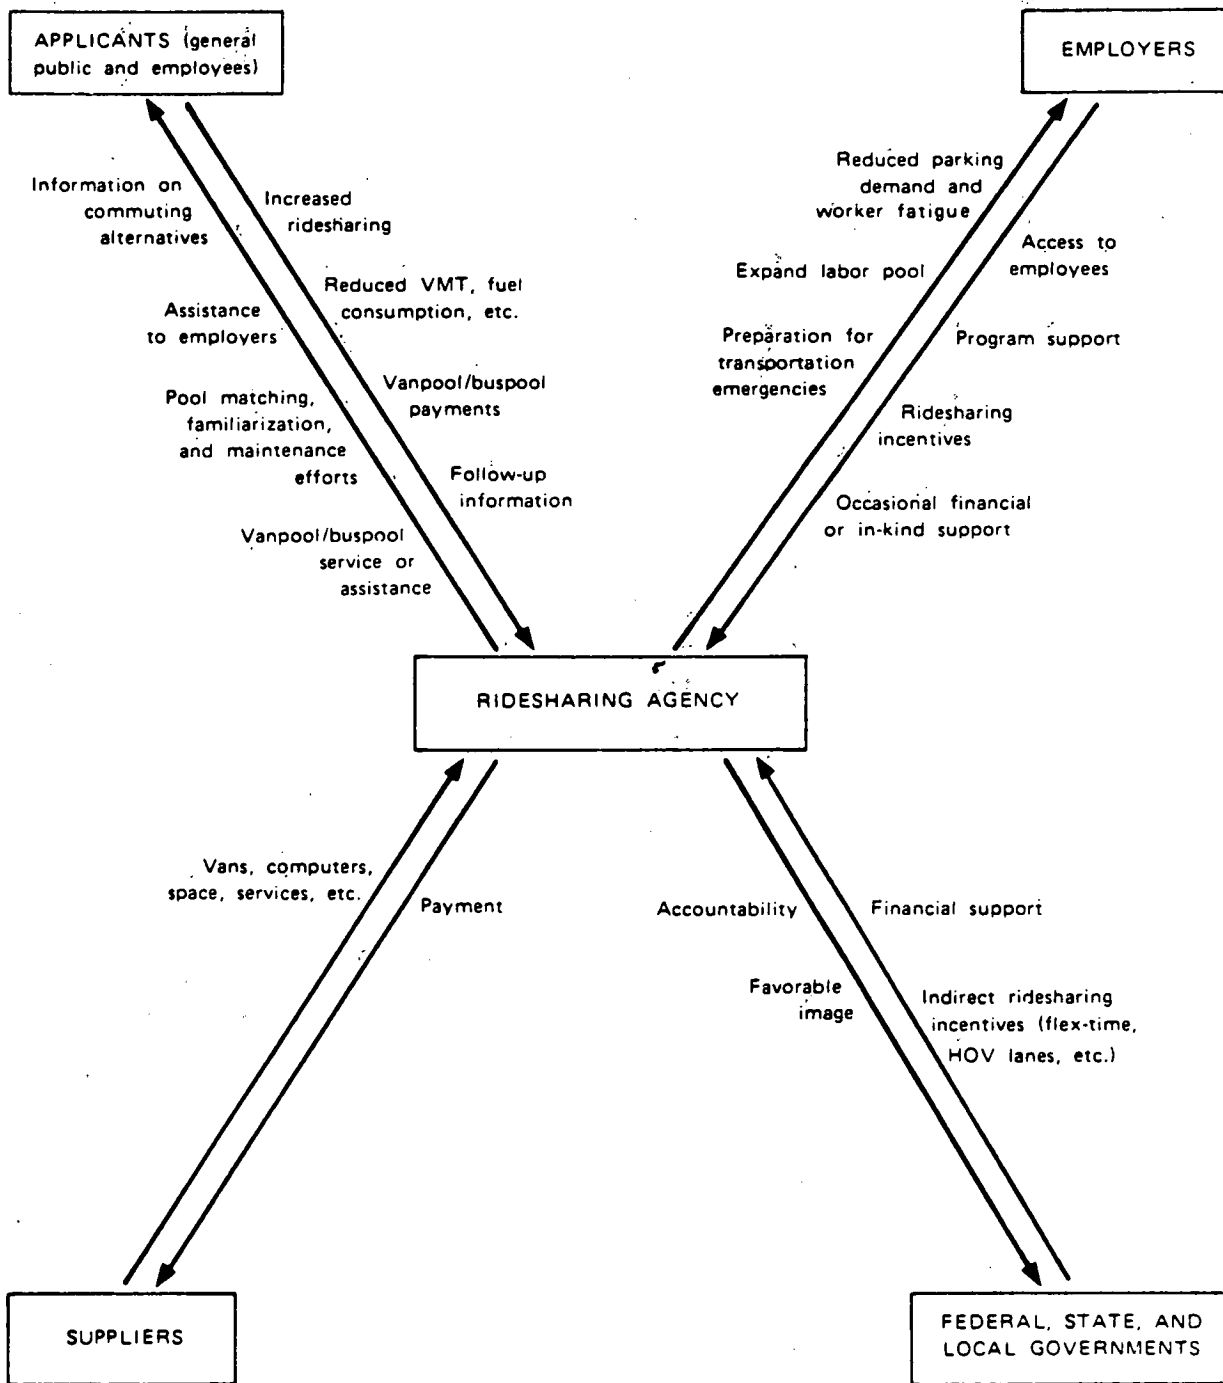 APPLICANTS (general
public and employees)
EMPLOYERS
Information on
commuting
alternatives
Increased
ridesharing
Reduced VMT, fuel
consumption, etc.
Assistance
to employers
Vanpool/buspool
payments
Pool matching,
familiarization,
and maintenance
efforts
Follow-up
information
Vanpool/buspool
service or
assistance
Reduced parking
demand and
worker fatigue
Access to
employees
Expand labor pool
Program support
Preparation for
transportation
emergencies
Ridesharing
incentives
Occasional financial
or in-kind support
RIDESHARING AGENCY
Vans, computers,
space, services, etc.
Payment
Accountability
Financial support
Favorable
image
Indirect ridesharing
incentives (flex-time,
HOV lanes, etc.)
SUPPLIERS
FEDERAL, STATE, AND
LOCAL GOVERNMENTS